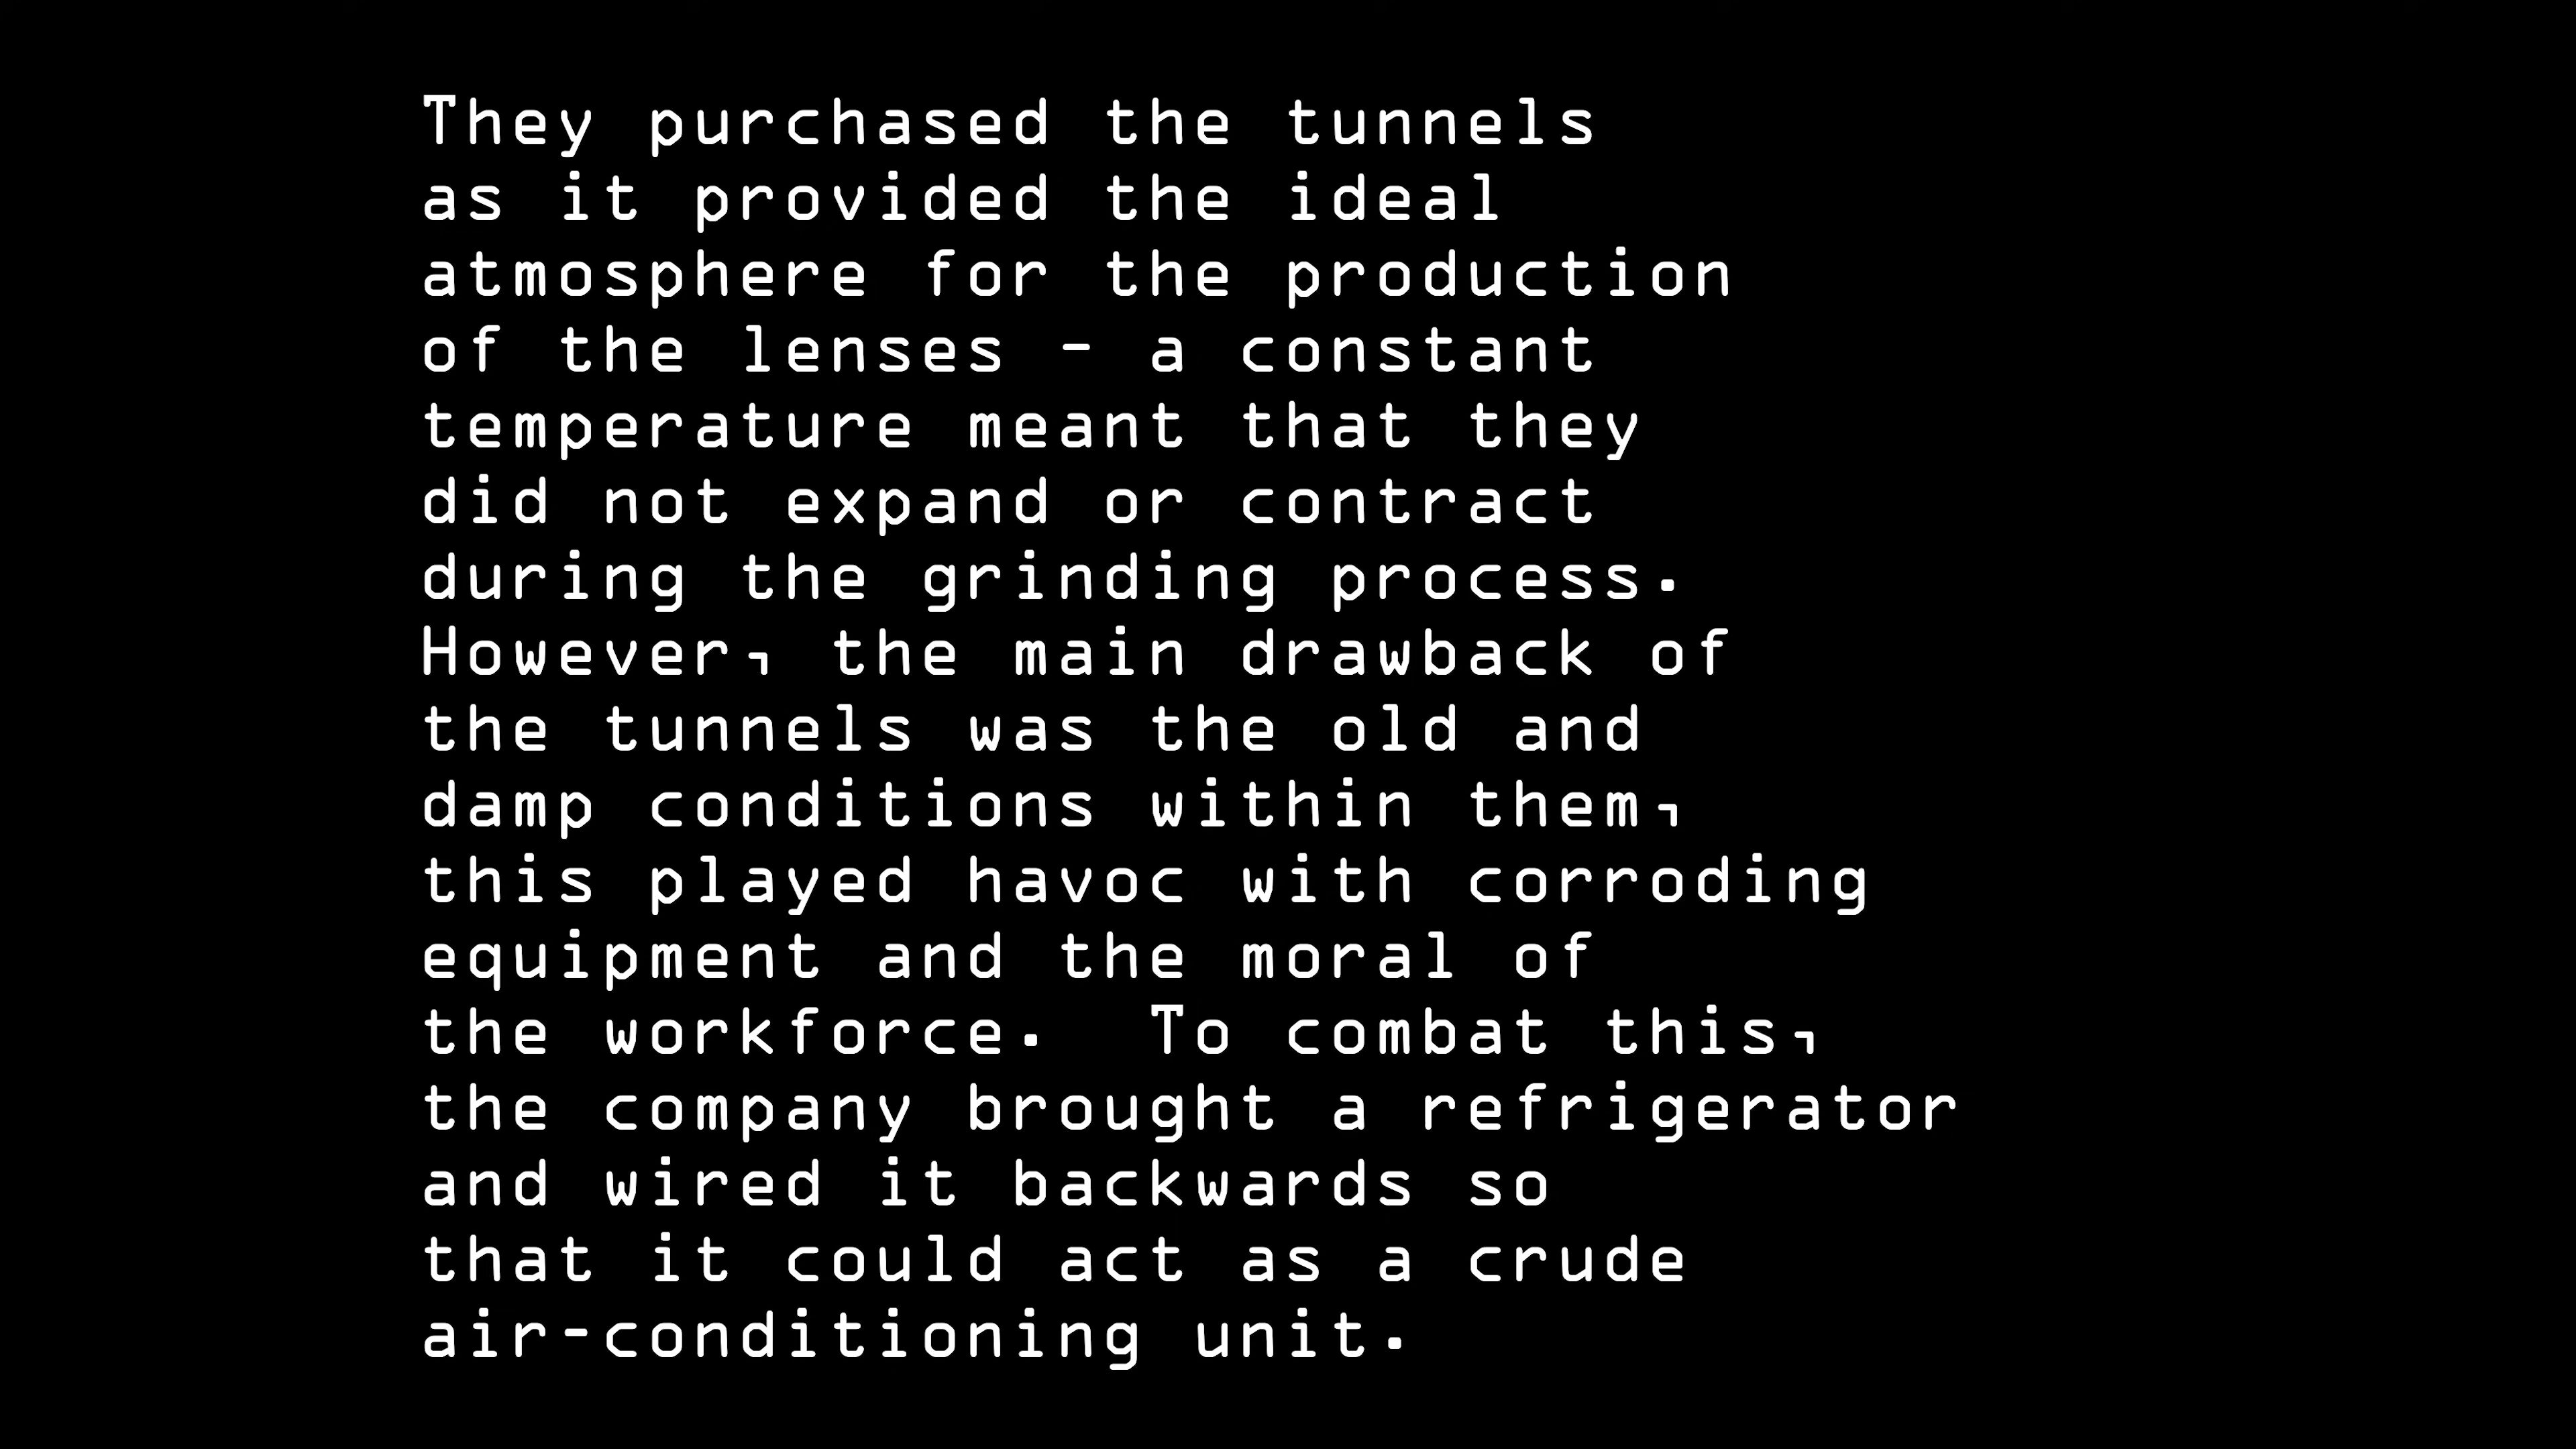 They purchased the tunnels
as it provided the ideal
atmosphere for the production
of the lenses - a constant
temperature meant that they
did not expand or contract
during the grinding process.
However, the main drawback of
the tunnels was the old and
damp conditions within them,
this played havoc with corroding
equipment and the moral of
the workforce.  To combat this,
the company brought a refrigerator
and wired it backwards so
that it could act as a crude
air-conditioning unit.